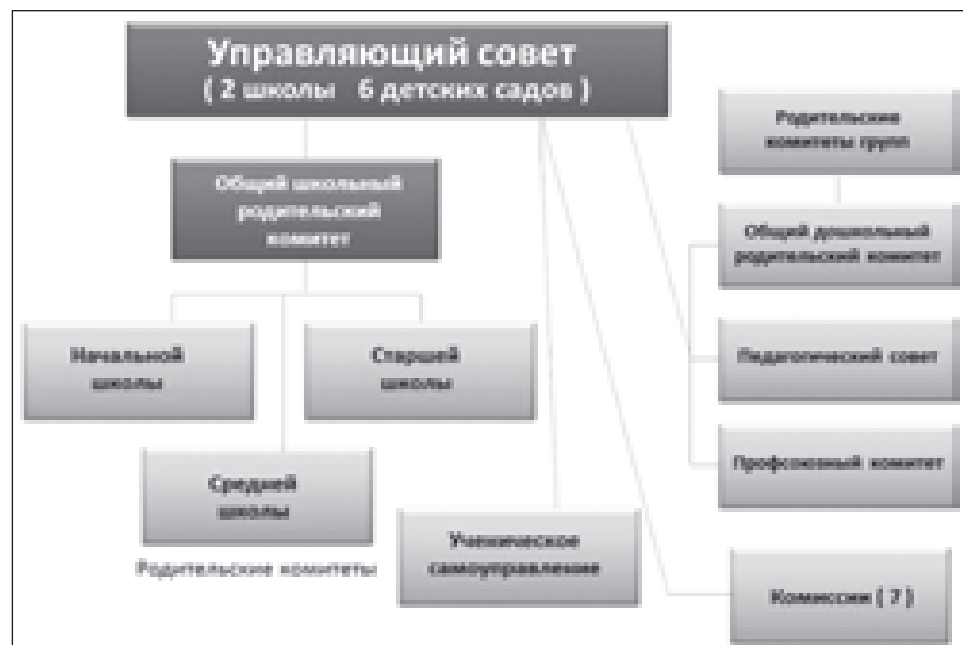 Управляющий совет
( 2 школы 6 детских садов )
Родительские
комитеты групп
Общий школьный
родительский
комитет
Общий дошкольный
родительский комитет
Начальной
школы
Старшей
школы
Педагогический совет
Средней
школы
Профсоюзный комитет
Родительские комитеты
Ученическое
самоуправление
Комиссии ( 7 )